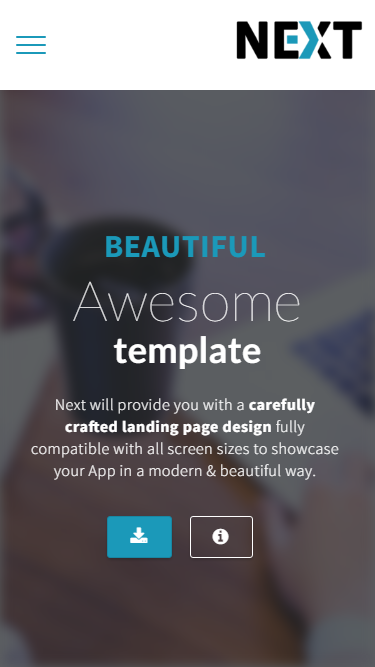 NEXT
BEAUTIFUL
Awesome
template
Next will provide you with a carefully
crafted landing page design fully
compatible with all screen sizes to showcase
your App in a modern & beautiful way.